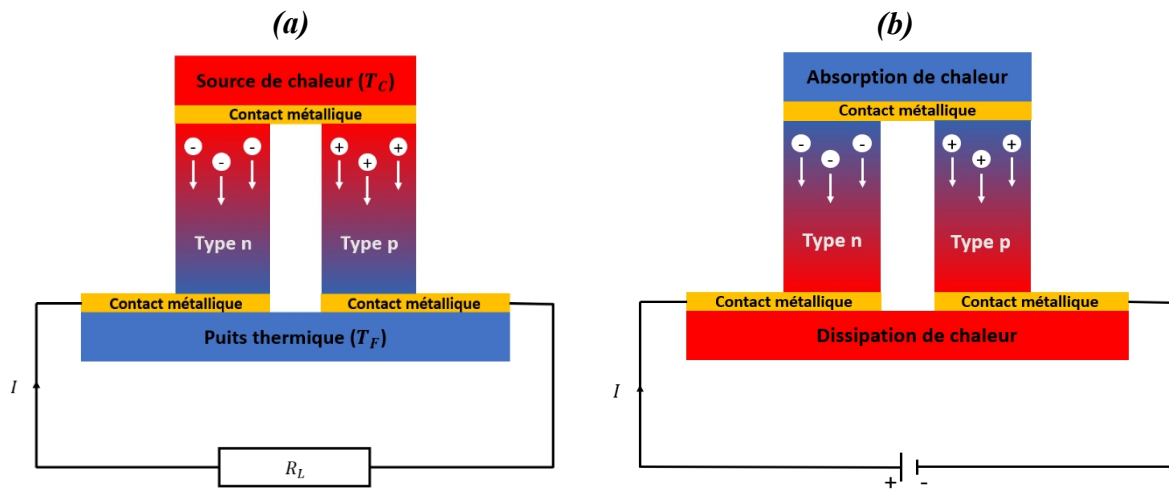 (a)
Source de chaleur (T_C)
Contact métallique
- - -
+ + +
Type n
Type p
Contact métallique
Contact métallique
Puits thermique (T_F)
I
R_L
(b)
Absorption de chaleur
Contact métallique
- - -
+ + +
Type n
Type p
Contact métallique
Contact métallique
Dissipation de chaleur
I
+ -